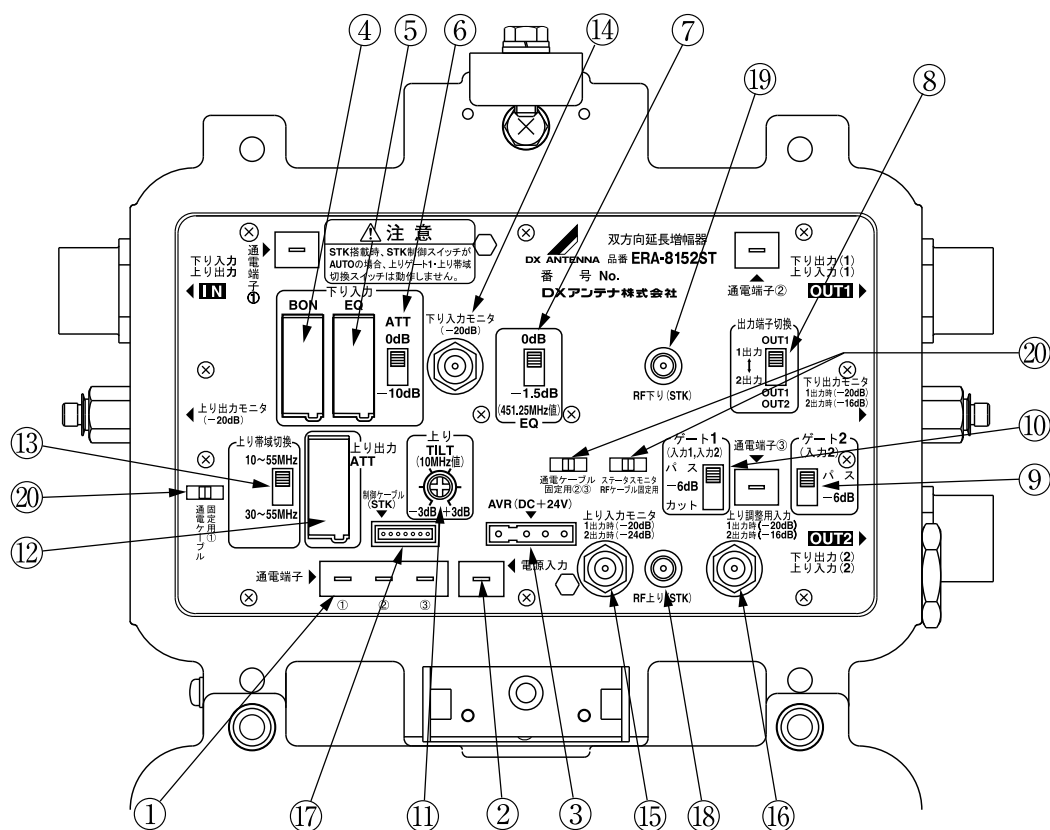 ④
⑤
⑥
⑭
⑦
⑲
⑧
注 意
STK搭載時、STK制御スイッチが
AUTOの場合、上りゲート1・上り帯域
切換スイッチは動作しません。
通電端子①
下り入力
上り出力
IN
双方向延長増幅器
DX ANTENNA 品番 ERA-8152ST
番 号 No.
DXアンテナ株式会社
通電端子②
下り出力(1)
上り入力(1)
OUT1
下り入力
BON
EQ
ATT
0dB
−10dB
下り入力モニタ
(−20dB)
0dB
−1.5dB
(451.25MHz値)
EQ
RF下り(STK)
出力端子切換
OUT1
1出力
2出力
OUT1
OUT2
⑳
下り出力モニタ
1出力時(−20dB)
2出力時(−16dB)
上り出力モニタ
(−20dB)
⑬
⑳
上り帯域切換
10〜55MHz
30〜55MHz
固定用①
通電ケーブル
上り出力
ATT
上り
TILT
(10MHz値)
−3dB
+3dB
制御ケーブル
(STK)
通電ケーブル
固定用②③
ステータスモニタ
RFケーブル固定用
AVR(DC+24V)
ゲート1
(入力1,入力2)
パ ス
−6dB
カット
通電端子③
ゲート2
(入力2)
パ ス
−6dB
⑩
⑨
⑫
上り入力モニタ
1出力時(−20dB)
2出力時(−24dB)
上り調整用入力
1出力時(−20dB)
2出力時(−16dB)
OUT2
下り出力(2)
上り入力(2)
通電端子
①
②
③
電源入力
RF上り(STK)
①
⑰
⑪
②
③
⑮
⑱
⑯